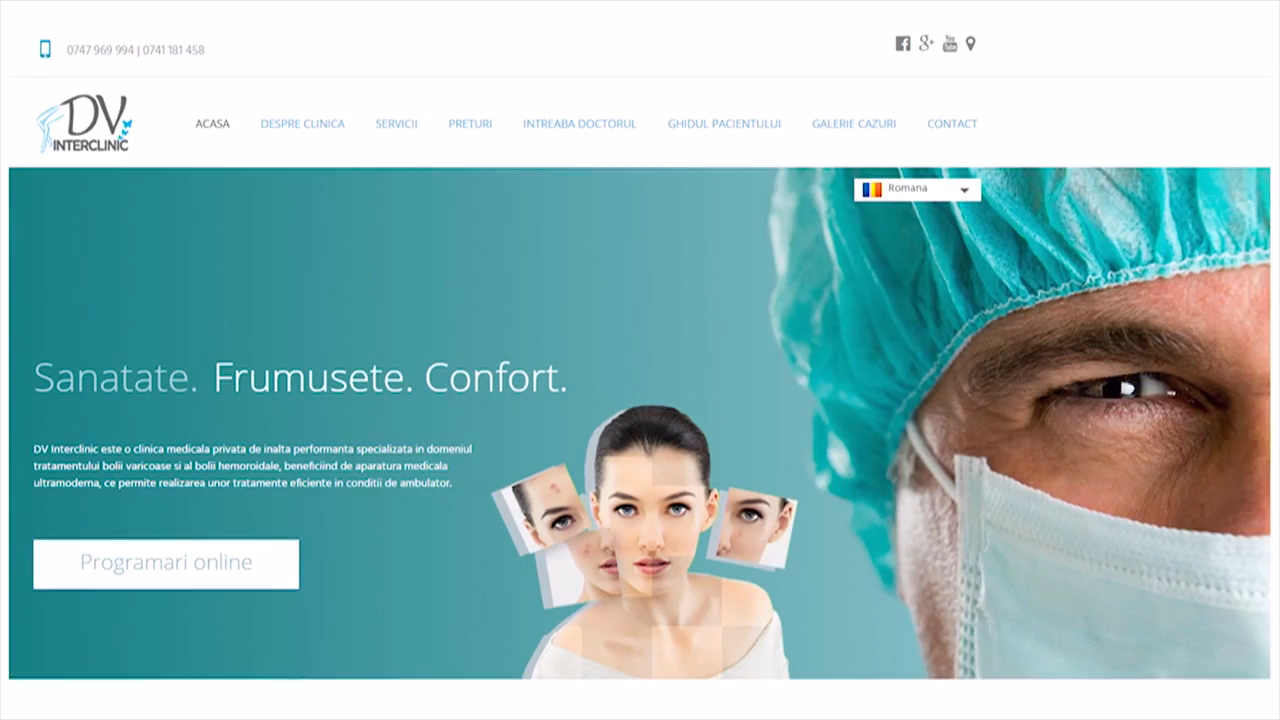 0747 969 994 | 0741 181 458
g+
You
Tube
DV
INTERCLINIC
ACASA DESPRE CLINICA SERVICII PRETURI INTREABA DOCTORUL GHIDUL PACIENTULUI GALERIE CAZURI CONTACT
Romana
Sanatate. Frumusete. Confort.
DV Interclinic este o clinica medicala privata de inalta performanta specializata in domeniul
tratamentului bolii varicoase si al bolii hemoroidale, beneficiind de aparatura medicala
ultramoderna, ce permite realizarea unor tratamente eficiente in conditii de ambulator.
Programari online